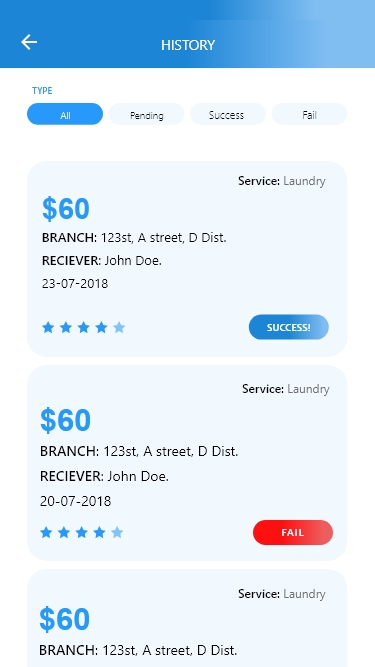 HISTORY
TYPE
All
Pending
Success
Fail
Service: Laundry
$60
BRANCH: 123st, A street, D Dist.
RECIEVER: John Doe.
23-07-2018
SUCCESS!
Service: Laundry
$60
BRANCH: 123st, A street, D Dist.
RECIEVER: John Doe.
20-07-2018
FAIL
Service: Laundry
$60
BRANCH: 123st, A street, D Dist.